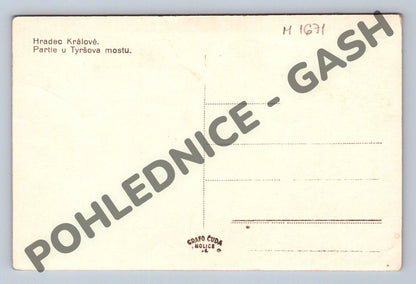 Hradec Králové.
Partie u Tyršova mostu.
M 1671
POHLEDNICE - GASH
GRAFO ČUDA
HOLICE